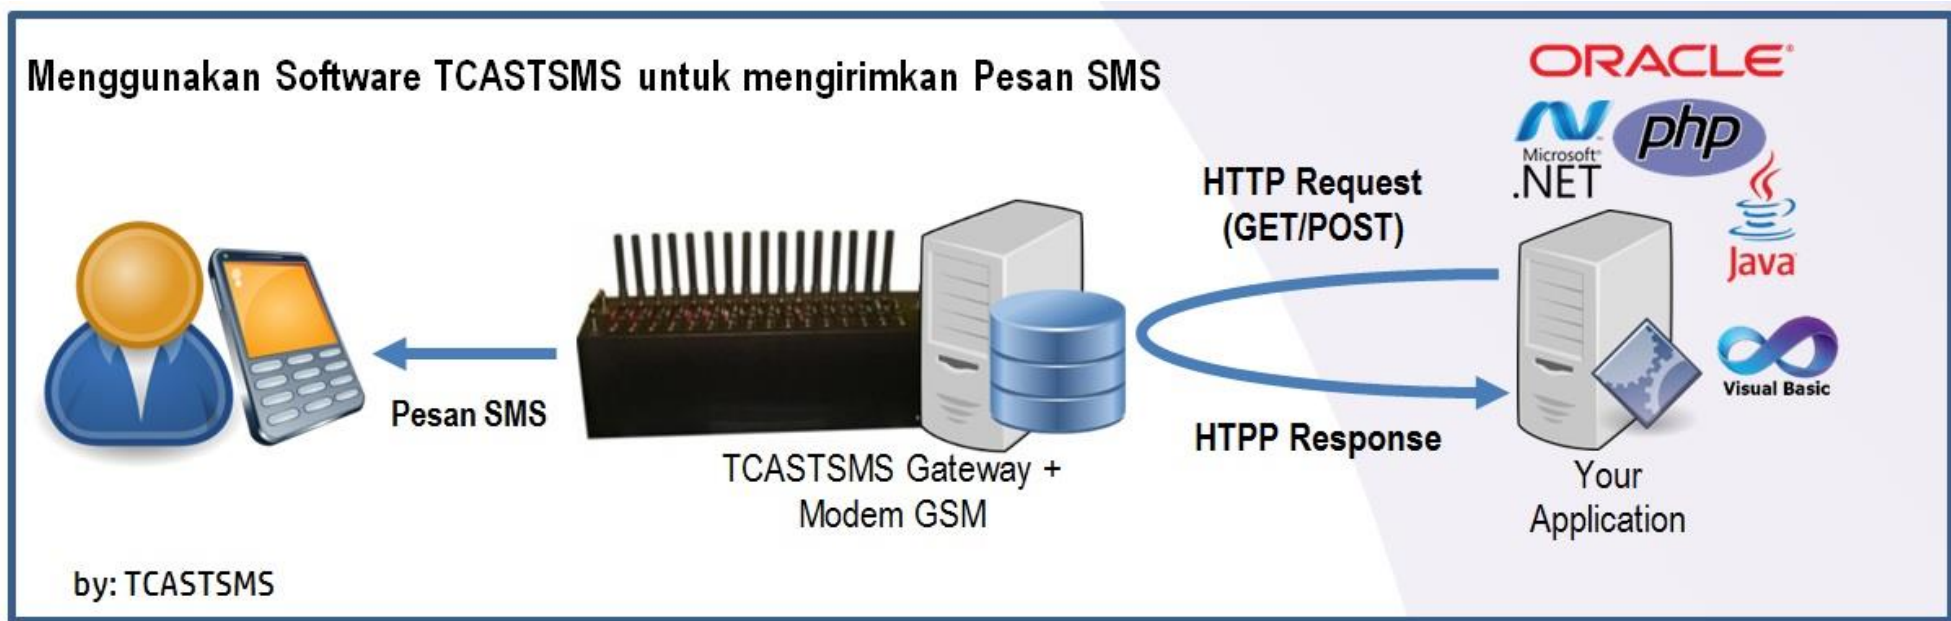 Menggunakan Software TCASTSMS untuk mengirimkan Pesan SMS
ORACLE®
Microsoft®
.NET
php
Java
Visual Basic
HTTP Request
(GET/POST)
HTPP Response
Pesan SMS
TCASTSMS Gateway +
Modem GSM
Your
Application
by: TCASTSMS